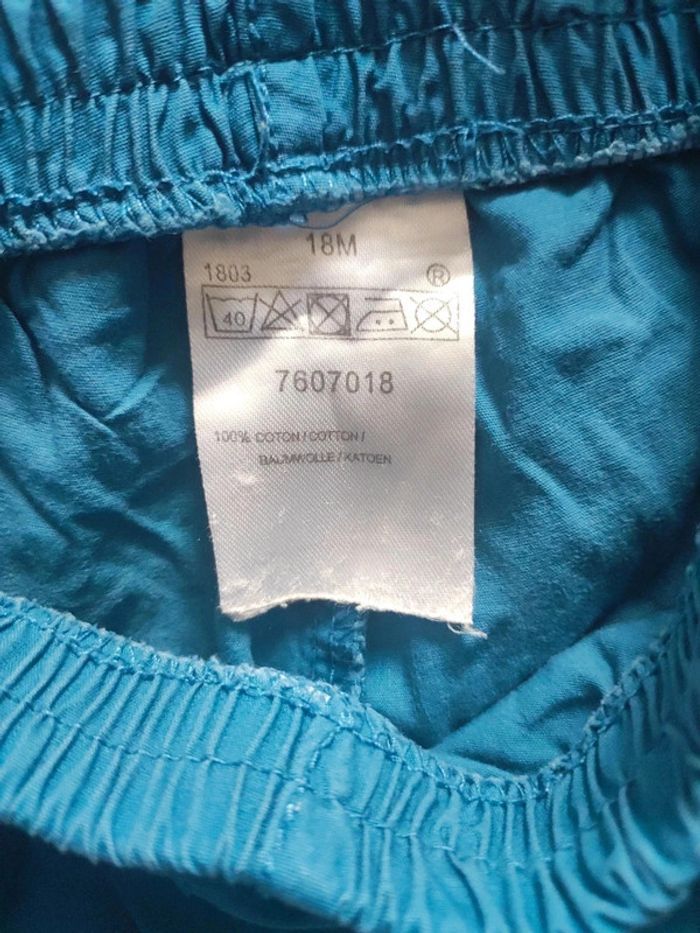 18M
1803 ®
40
7607018
100% COTON / COTTON /
BAUMWOLLE / KATOEN